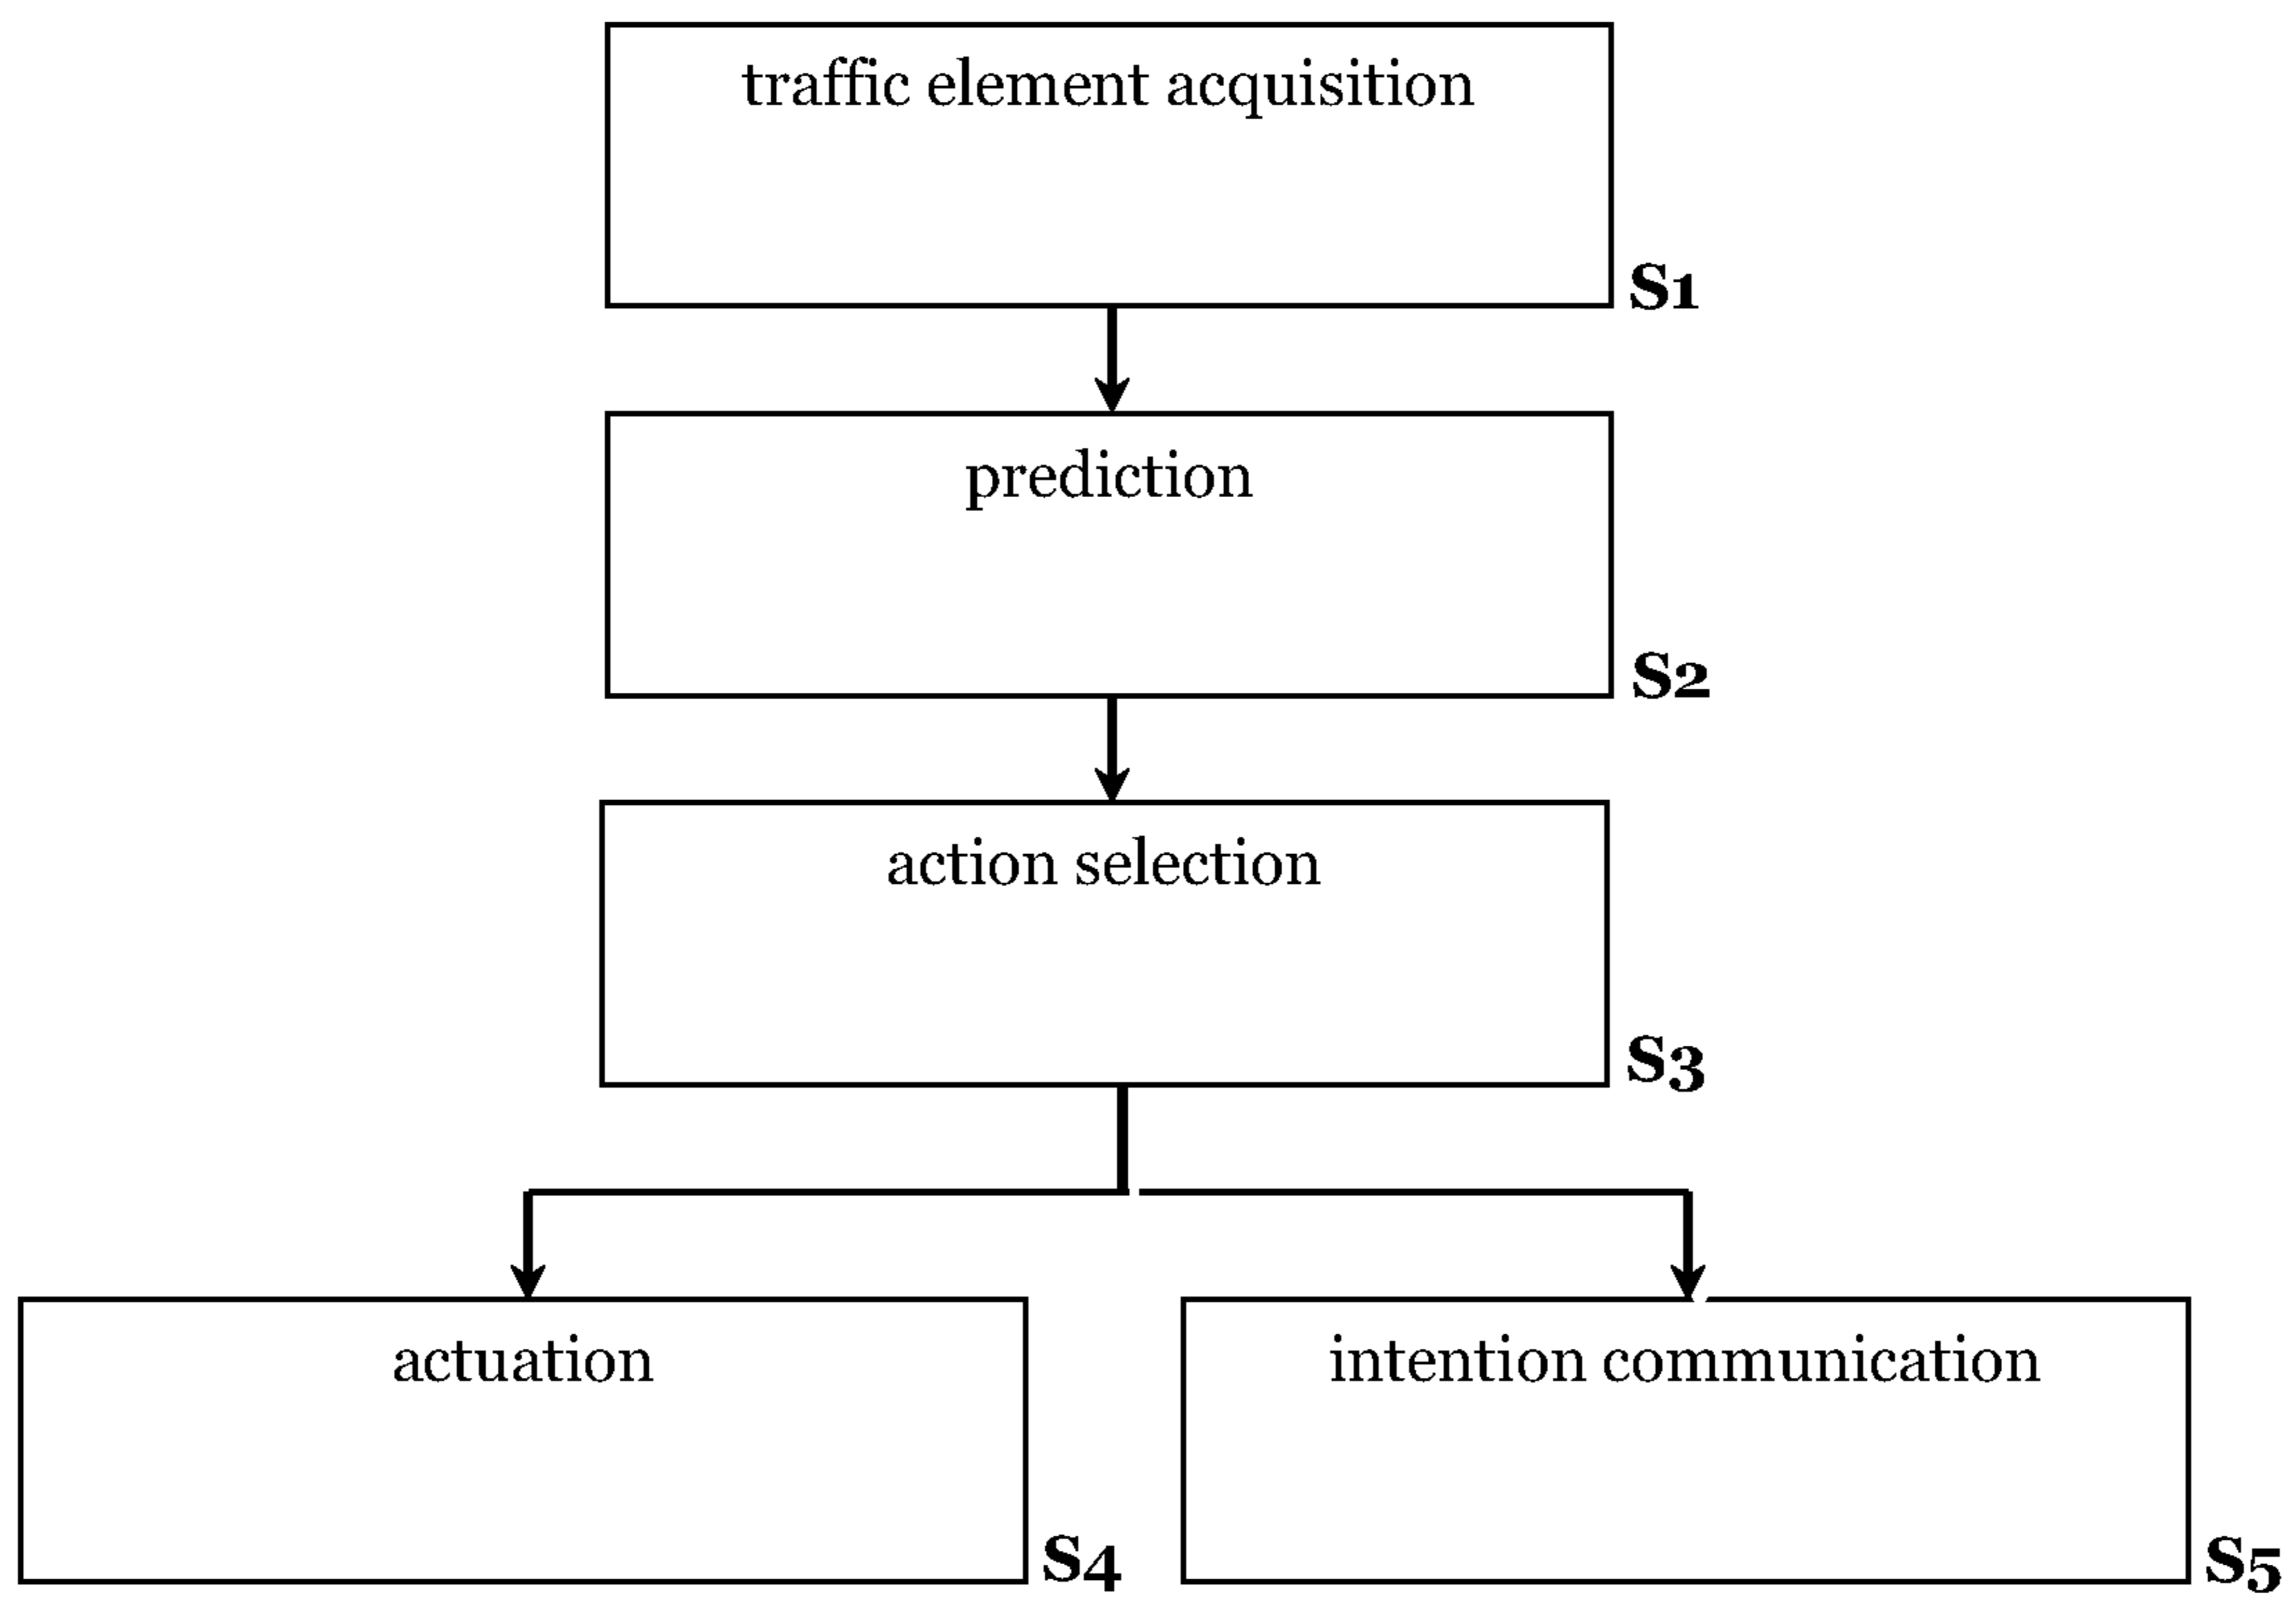 traffic element acquisition
S1
prediction
S2
action selection
S3
actuation
S4
intention communication
S5